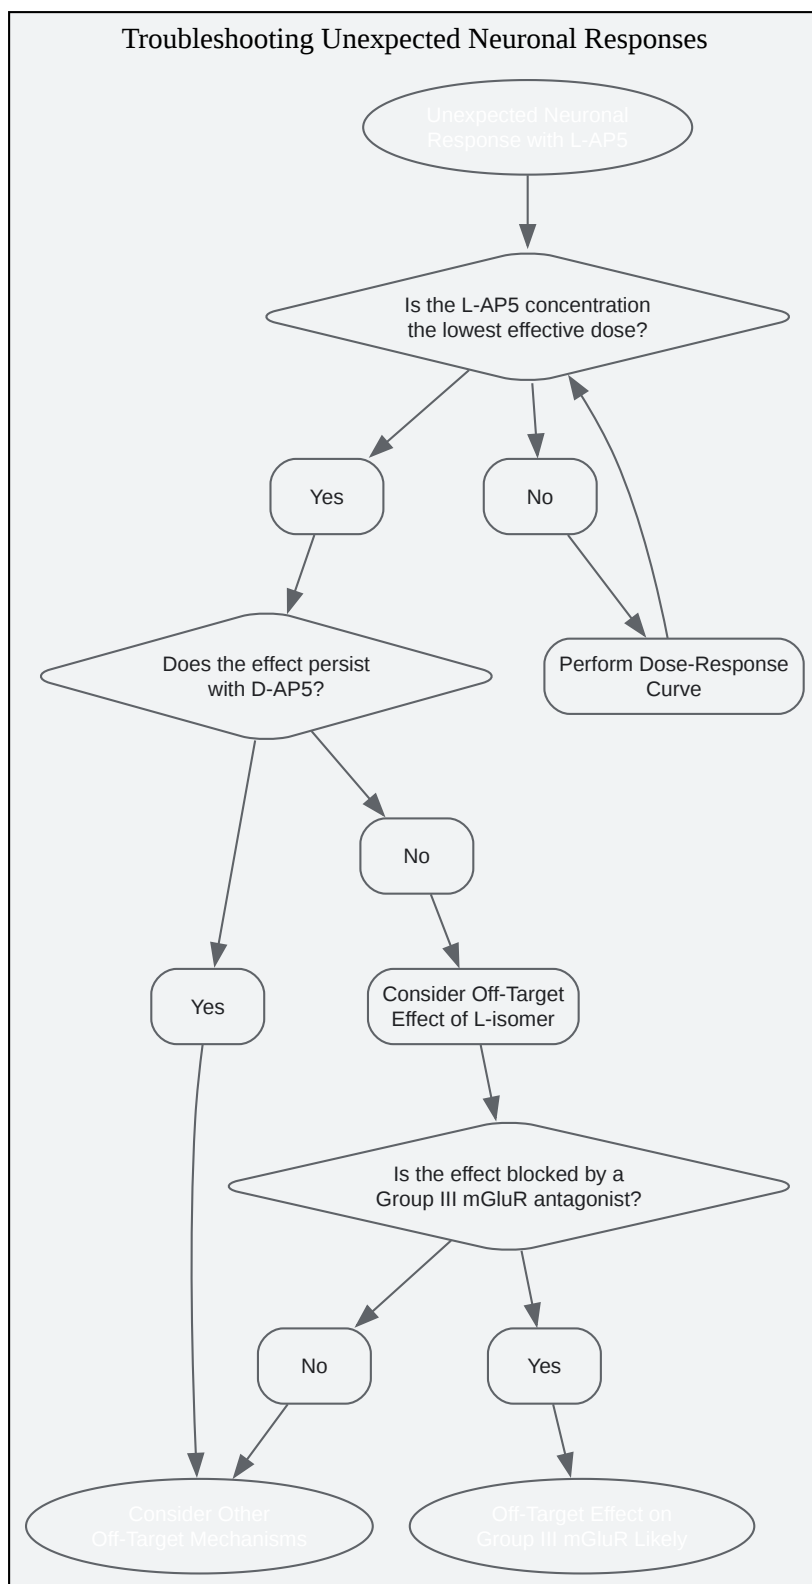 Troubleshooting Unexpected Neuronal Responses
Unexpected Neuronal
Response with L-AP5
Is the L-AP5 concentration
the lowest effective dose?
Yes
No
Does the effect persist
with D-AP5?
Perform Dose-Response
Curve
No
Yes
Consider Off-Target
Effect of L-isomer
Is the effect blocked by a
Group III mGluR antagonist?
No
Yes
Consider Other
Off-Target Mechanisms
Off-Target Effect on
Group III mGluR Likely